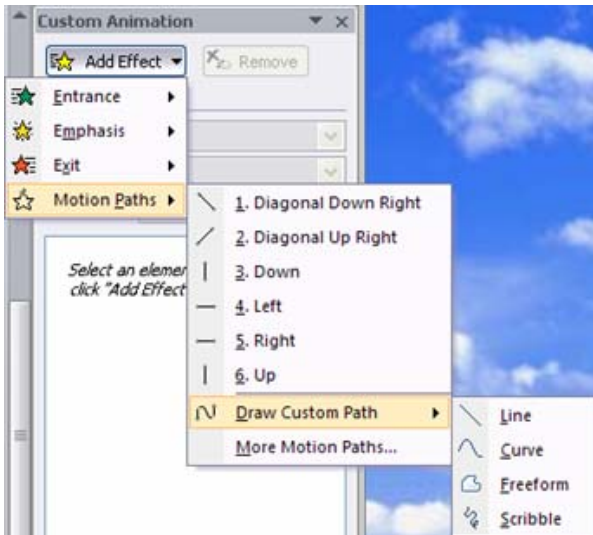 Custom Animation
Add Effect
Remove
Entrance
Emphasis
Exit
Motion Paths
1. Diagonal Down Right
2. Diagonal Up Right
3. Down
4. Left
5. Right
6. Up
Draw Custom Path
More Motion Paths...
Select an elemen
click "Add Effect
Line
Curve
Freeform
Scribble